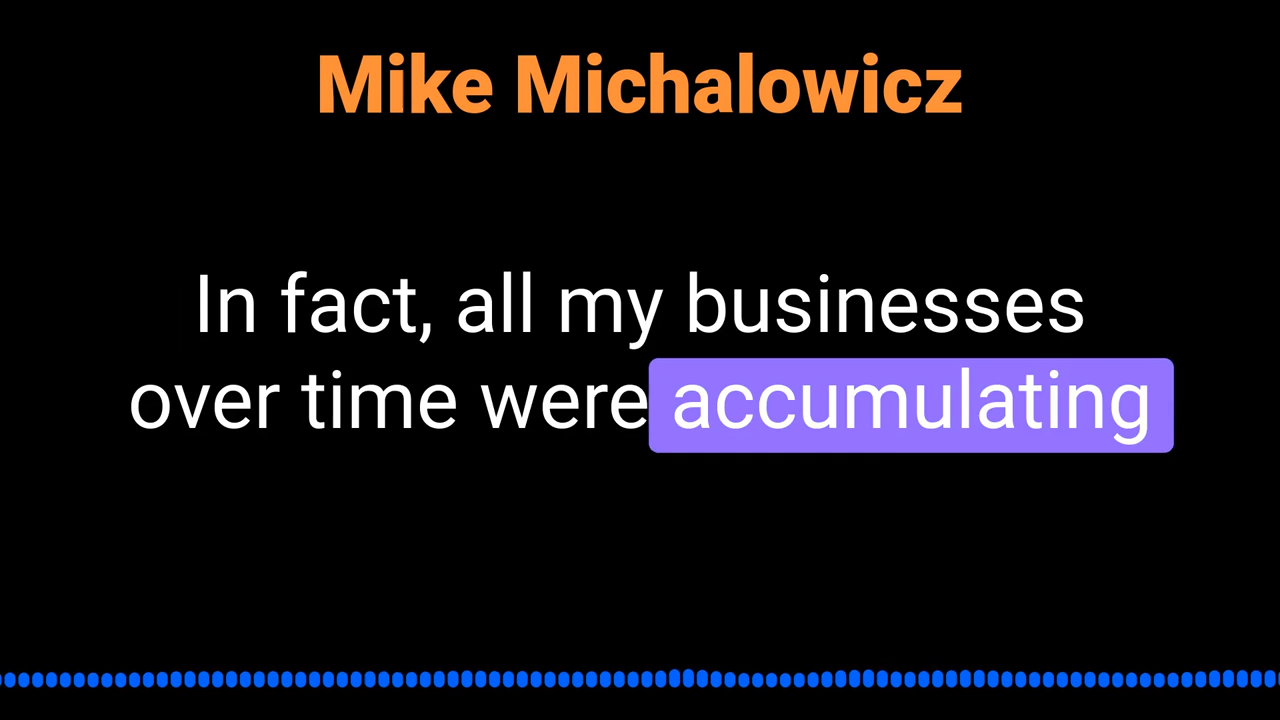 Mike Michalowicz
In fact, all my businesses
over time were accumulating